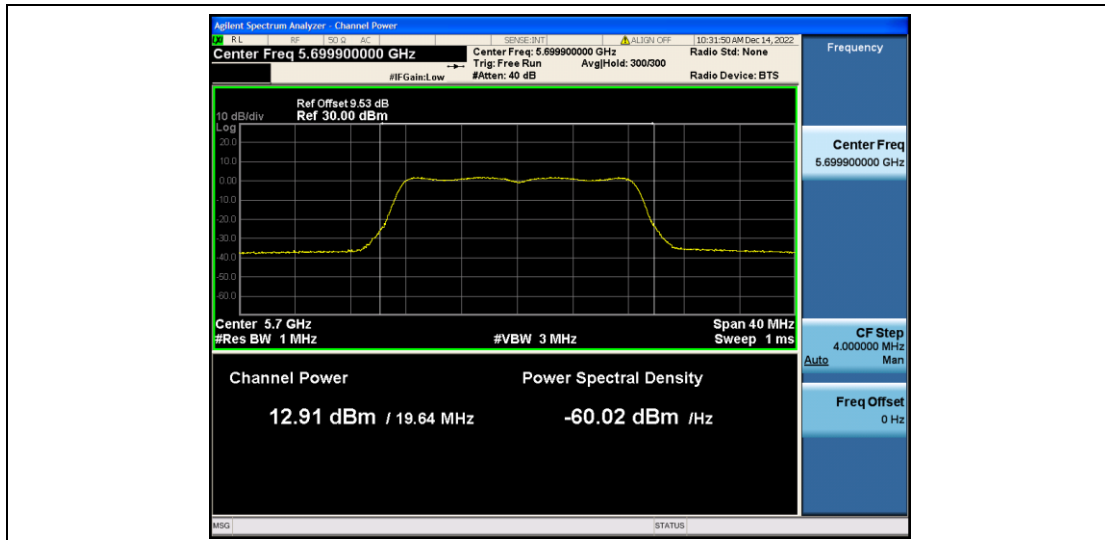 Agilent Spectrum Analyzer - Channel Power
RL RF 50 Ω AC SENSE:INT ALIGN OFF 10:31:50 AM Dec 14, 2022
Center Freq 5.699900000 GHz
Center Freq: 5.699900000 GHz
Radio Std: None
Trig: Free Run Avg|Hold: 300/300
#IFGain:Low
#Atten: 40 dB
Radio Device: BTS
Ref Offset 9.53 dB
10 dB/div Ref 30.00 dBm
Log
20.0
10.0
0.00
-10.0
-20.0
-30.0
-40.0
-50.0
-60.0
Center 5.7 GHz Span 40 MHz
#Res BW 1 MHz #VBW 3 MHz Sweep 1 ms
Channel Power Power Spectral Density
12.91 dBm / 19.64 MHz -60.02 dBm /Hz
MSG STATUS
Frequency
Center Freq
5.699900000 GHz
CF Step
4.000000 MHz
Auto Man
Freq Offset
0 Hz